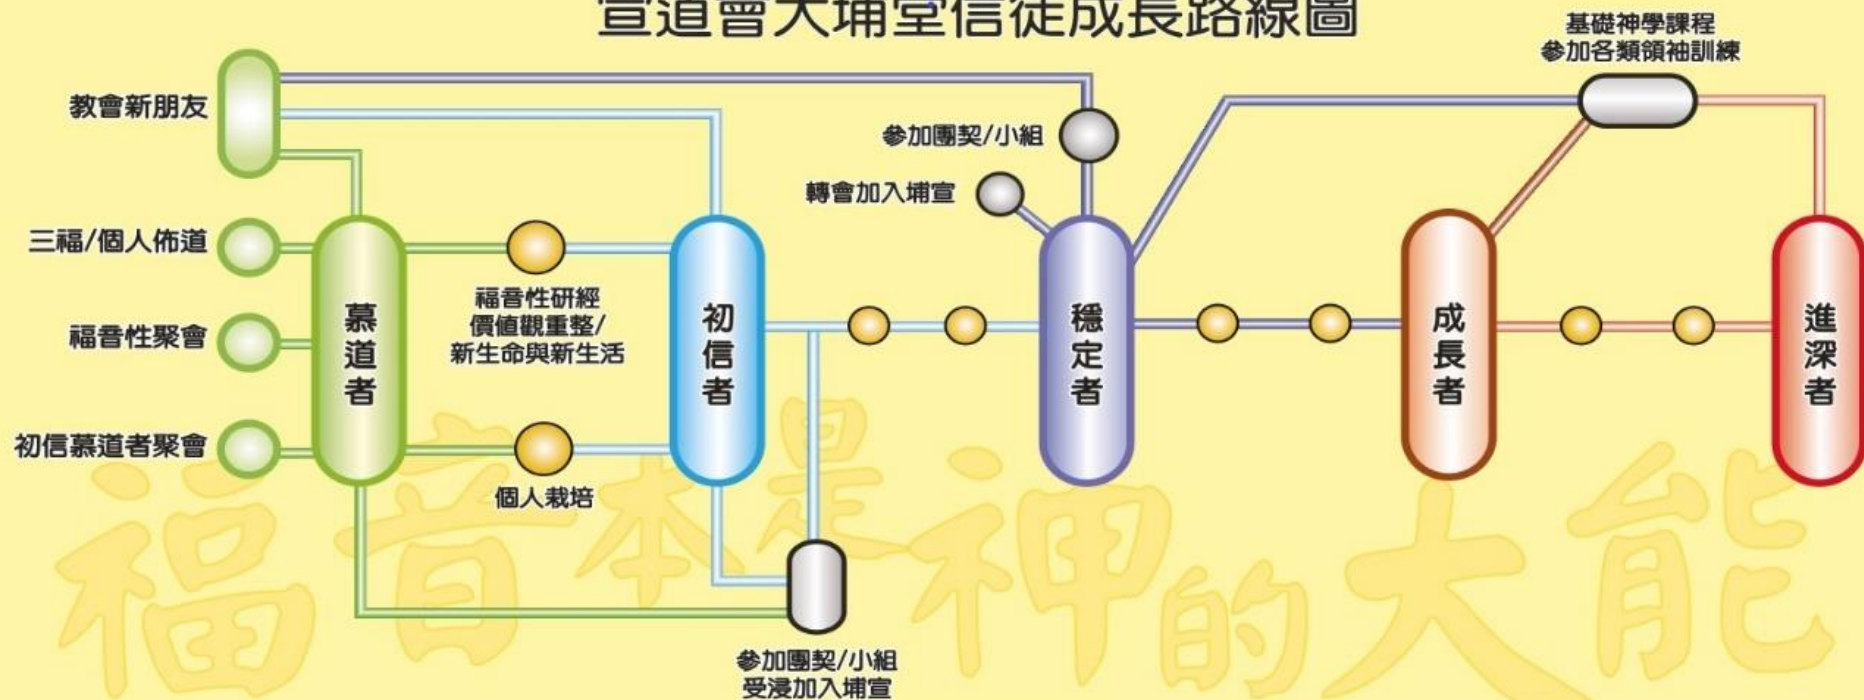 宣道會大埔堂信徒成長路線圖
基礎神學課程
參加各類領袖訓練
教會新朋友
參加團契/小組
轉會加入埔宣
三福/個人佈道
福音性聚會
初信慕道者聚會
慕道者
福音性研經
價值觀重整/
新生命與新生活
個人栽培
初信者
穩定者
成長者
進深者
參加團契/小組
受浸加入埔宣
福音本是神的大能